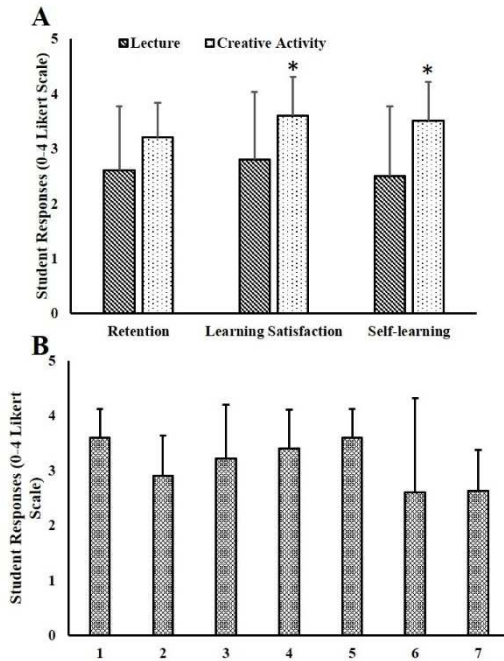 A
Lecture Creative Activity
Student Responses (0-4 Likert Scale)
5
4
3
2
1
0
* *
Retention Learning Satisfaction Self-learning
B
Student Responses (0-4 Likert
Scale)
5
4
3
2
1
0
1 2 3 4 5 6 7